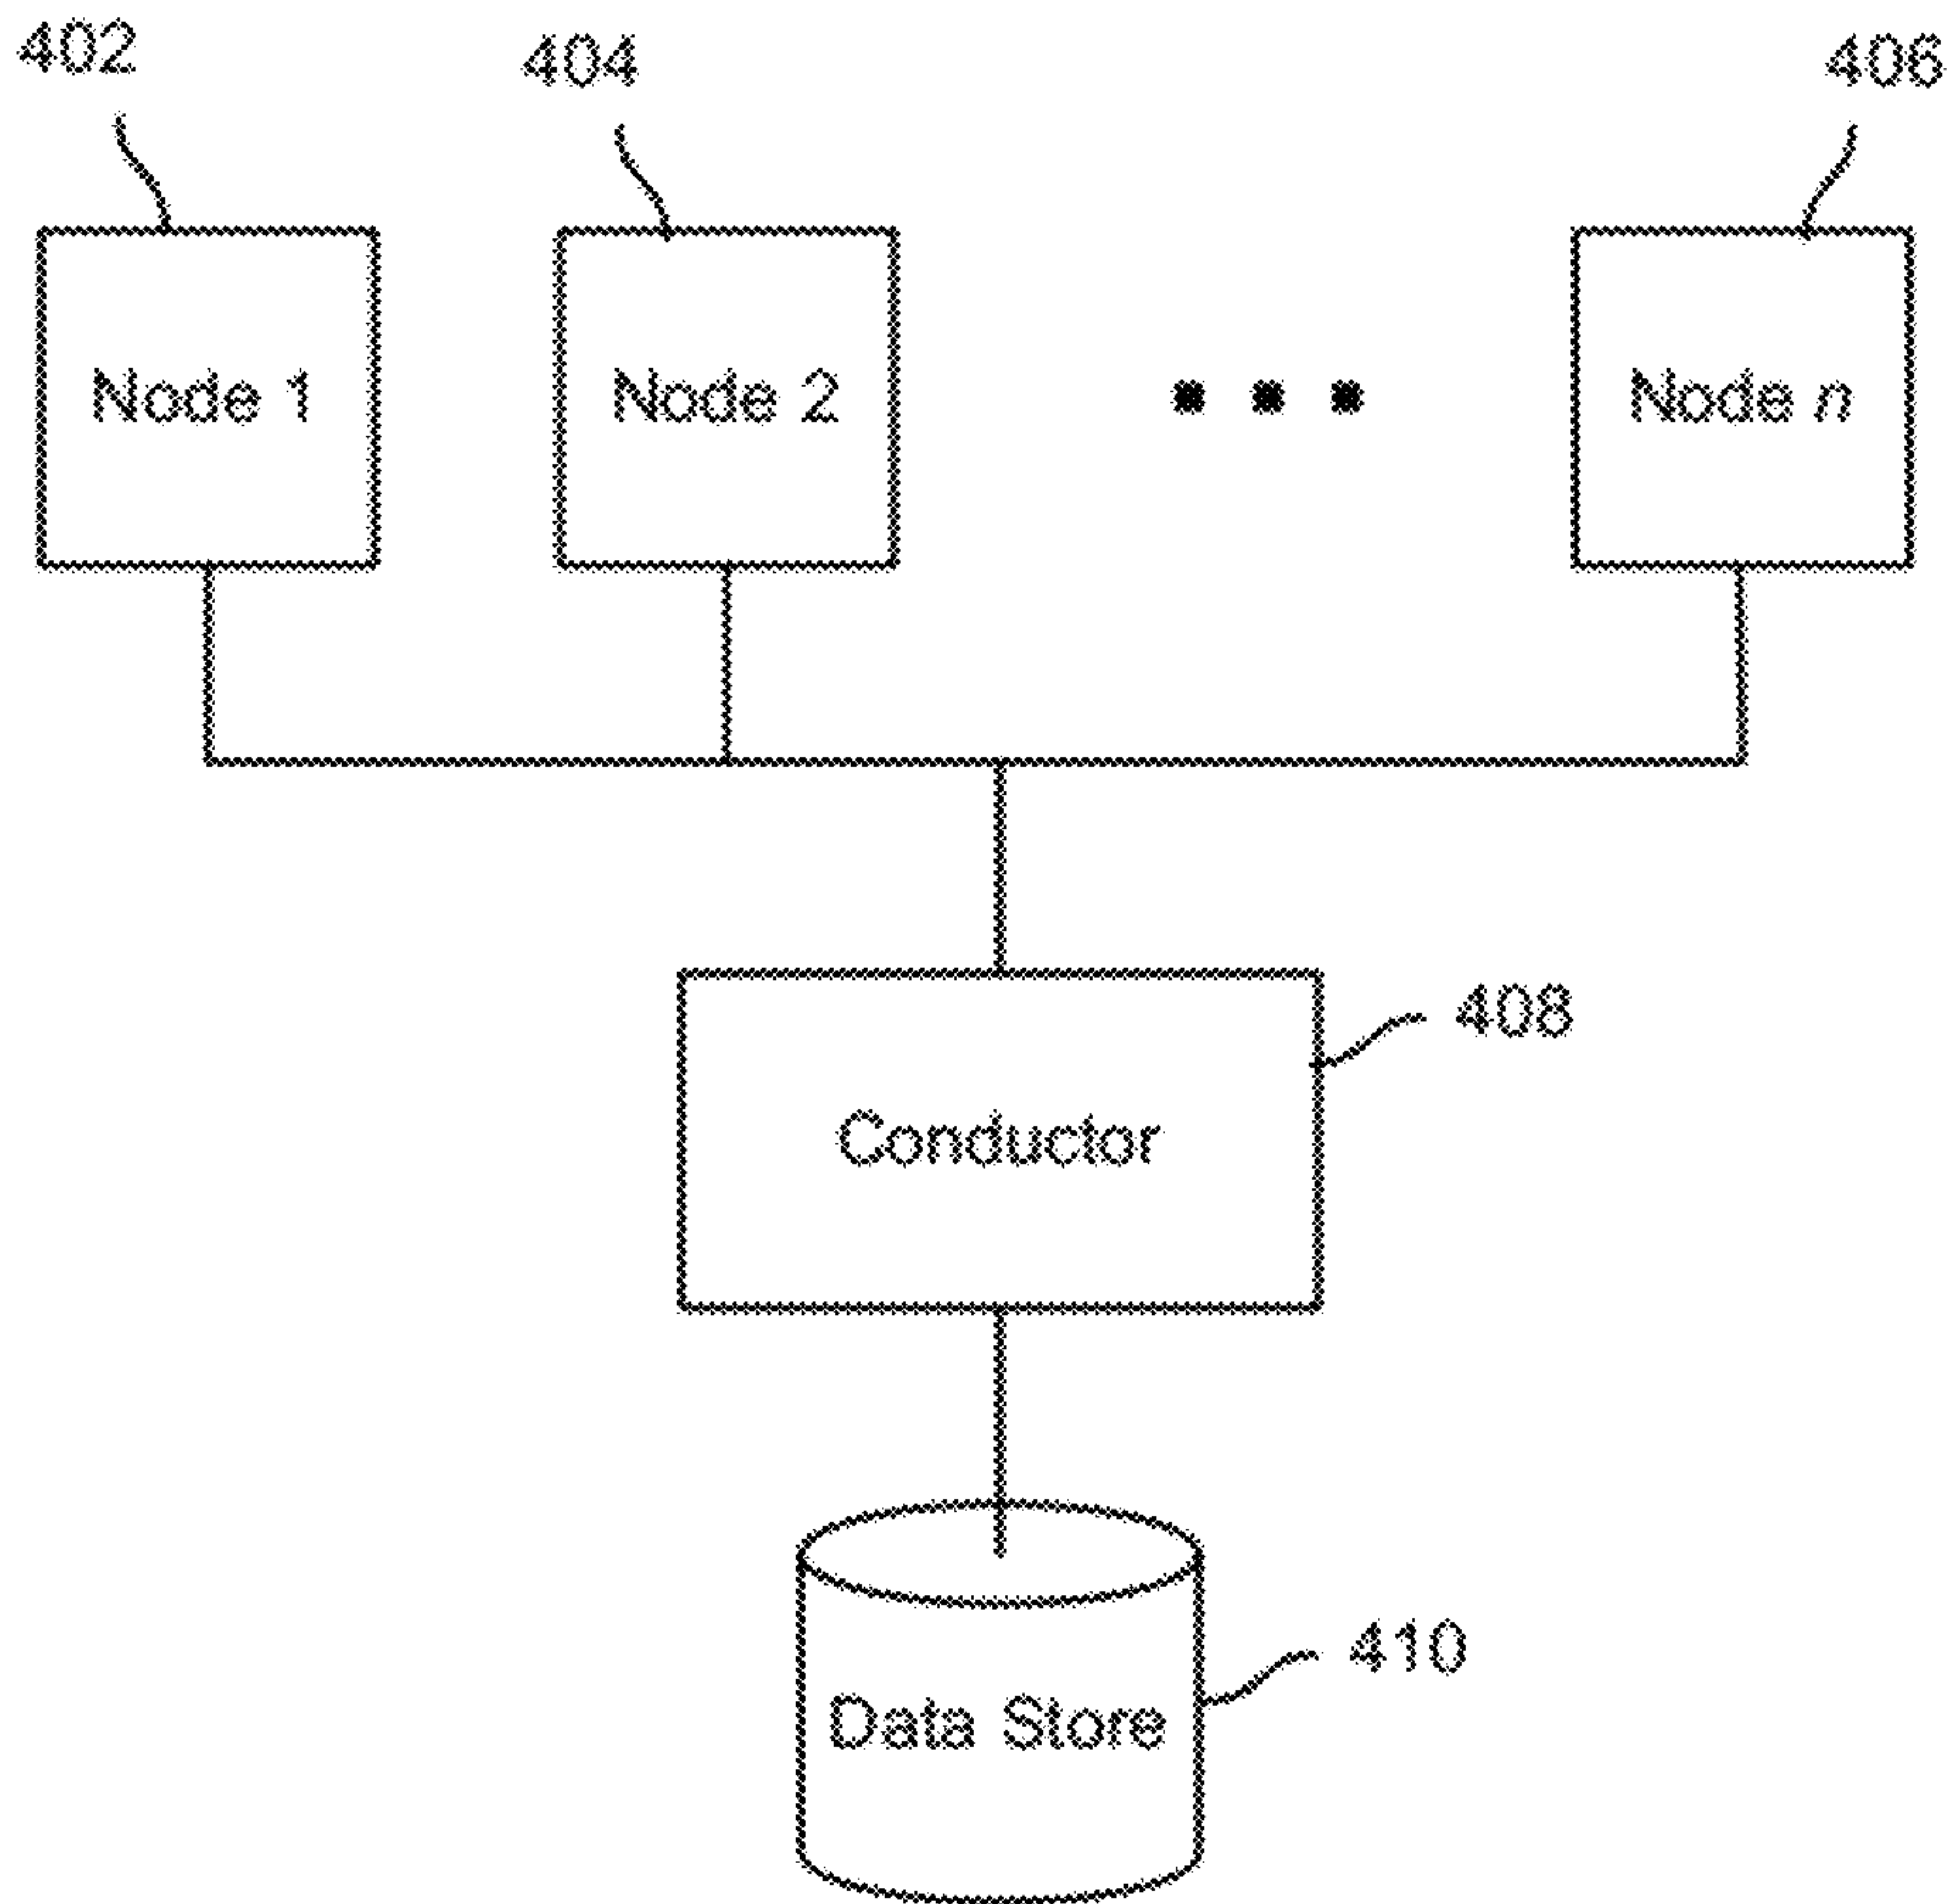 402
404
406
Node 1
Node 2
Node n
408
Conductor
410
Data Store